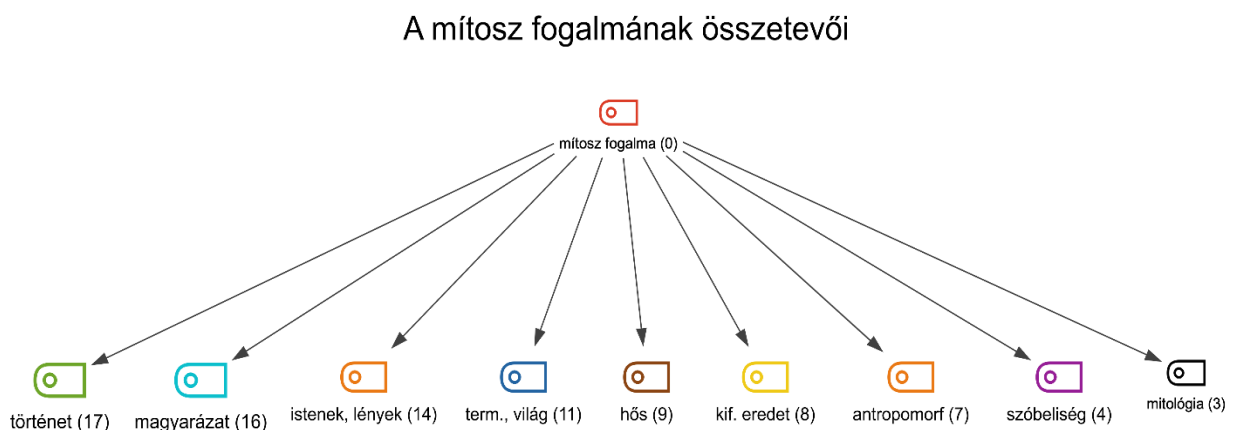 A mítosz fogalmának összetevői
mítosz fogalma (0)
történet (17)
magyarázat (16)
istenek, lények (14)
term., világ (11)
hős (9)
kif. eredet (8)
antropomorf (7)
szóbeliség (4)
mitológia (3)